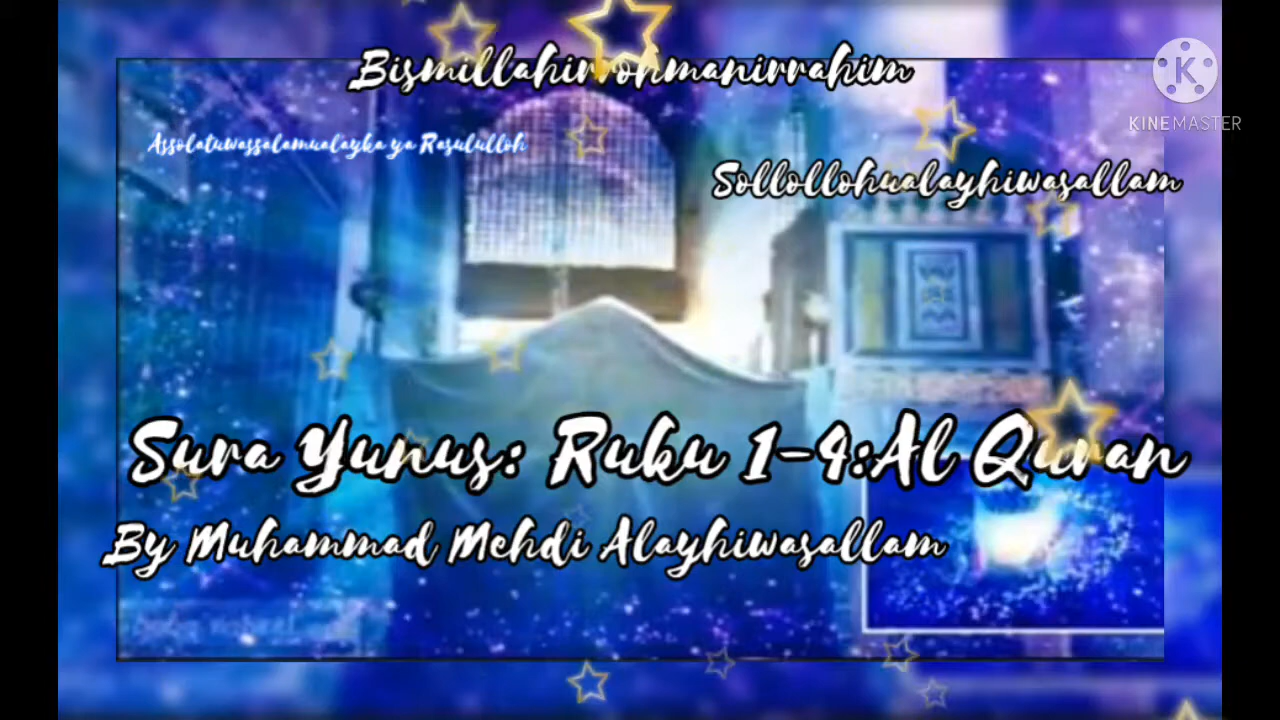 Bismillahirrohmanirrahim
KINEMASTER
Assolatuwassalamualayka ya Rasululloh
Sollollohualayhiwasallam
Sura Yunus: Ruku 1-4:Al Quran
By Muhammad Mehdi Alayhiwasallam